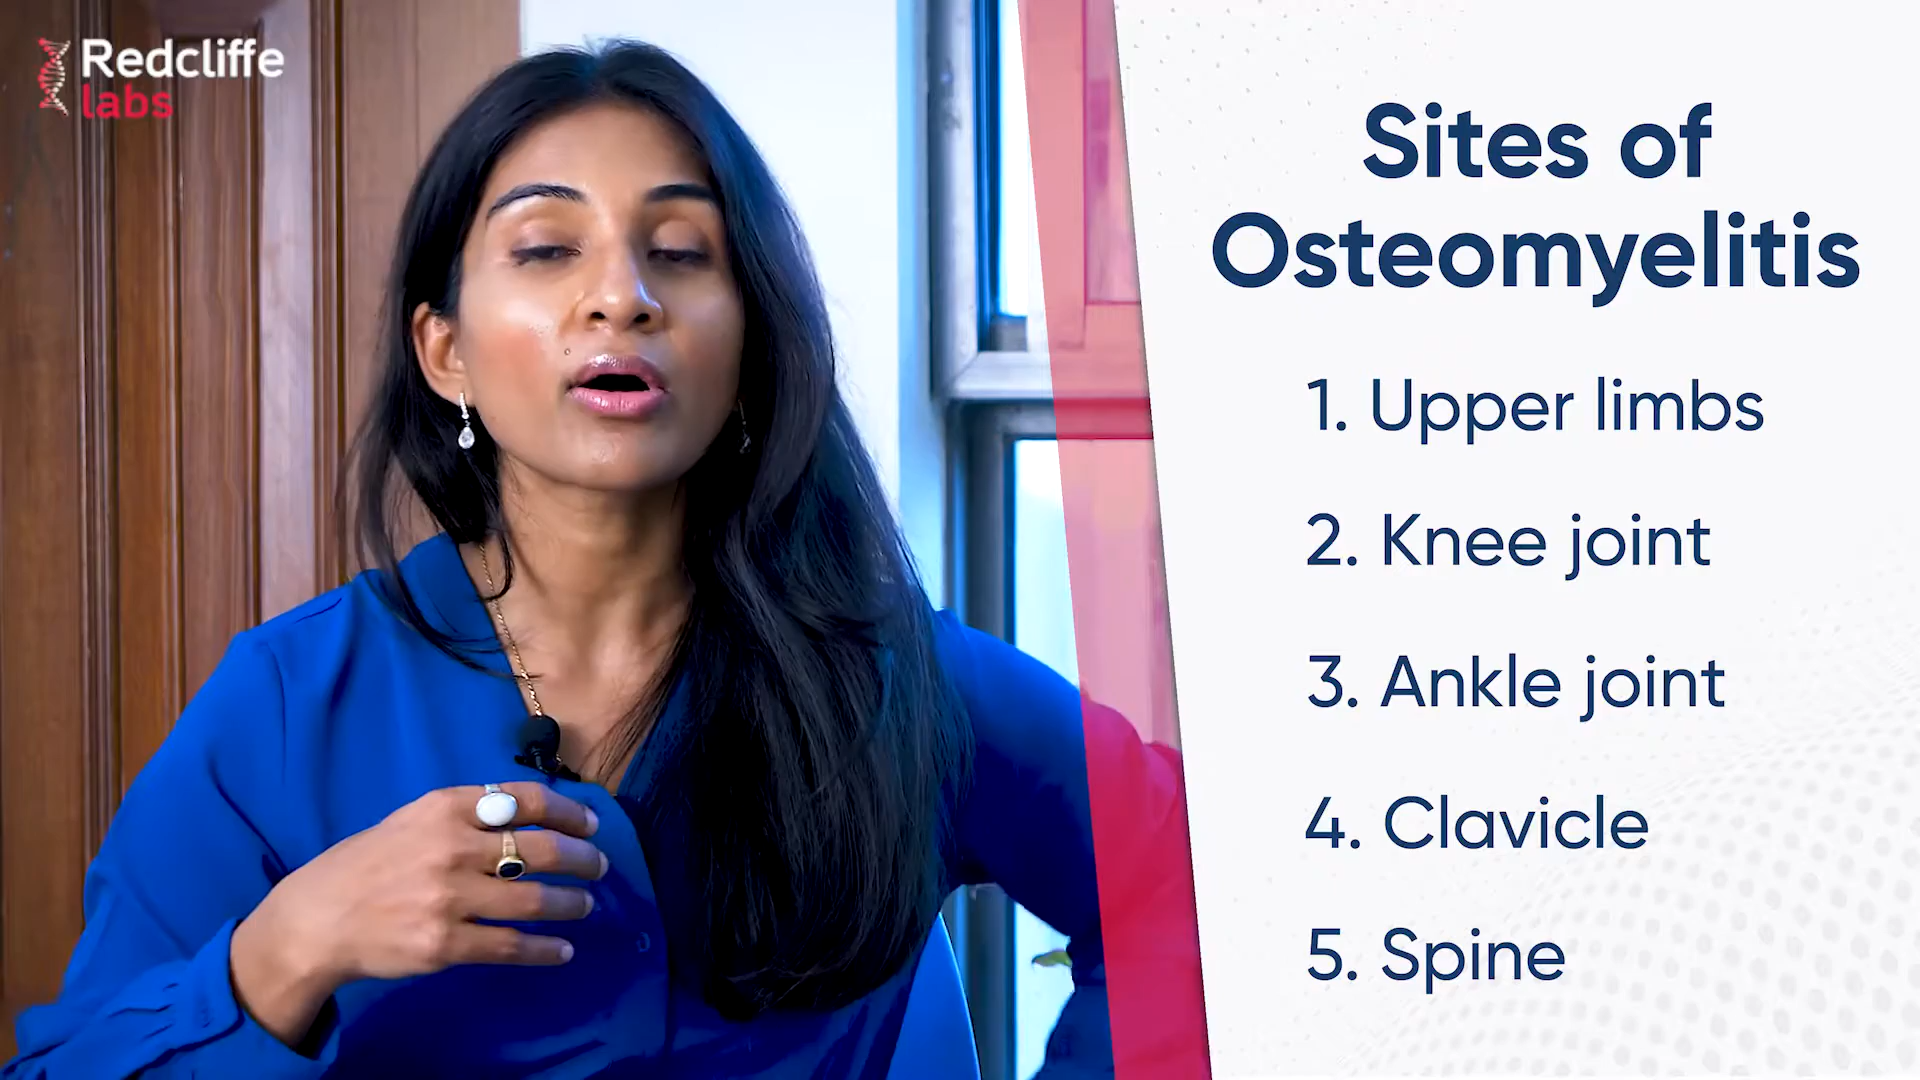 Redcliffe
labs
Sites of
Osteomyelitis
1. Upper limbs
2. Knee joint
3. Ankle joint
4. Clavicle
5. Spine